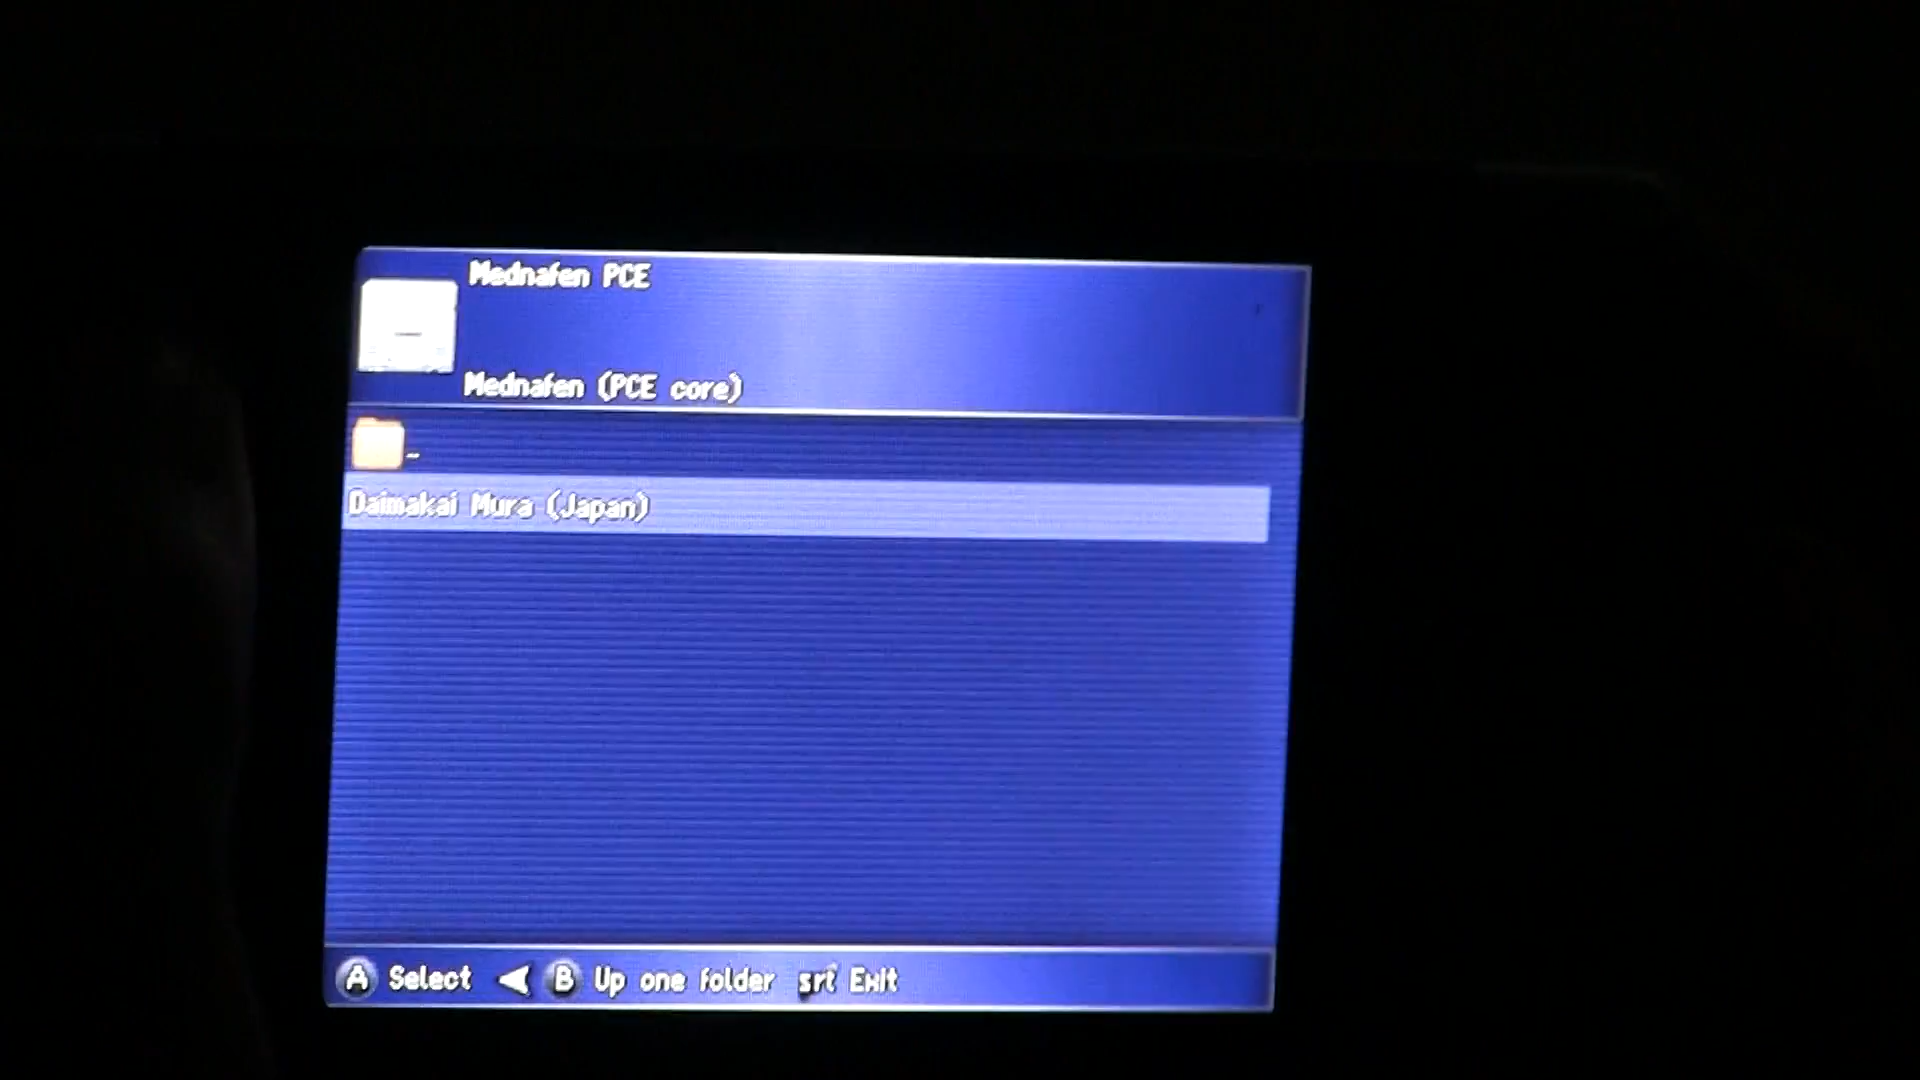 Mednafen PCE
Mednafen (PCE core)
..
Daimakai Mura (Japan)
A Select ◀ B Up one folder srt Exit